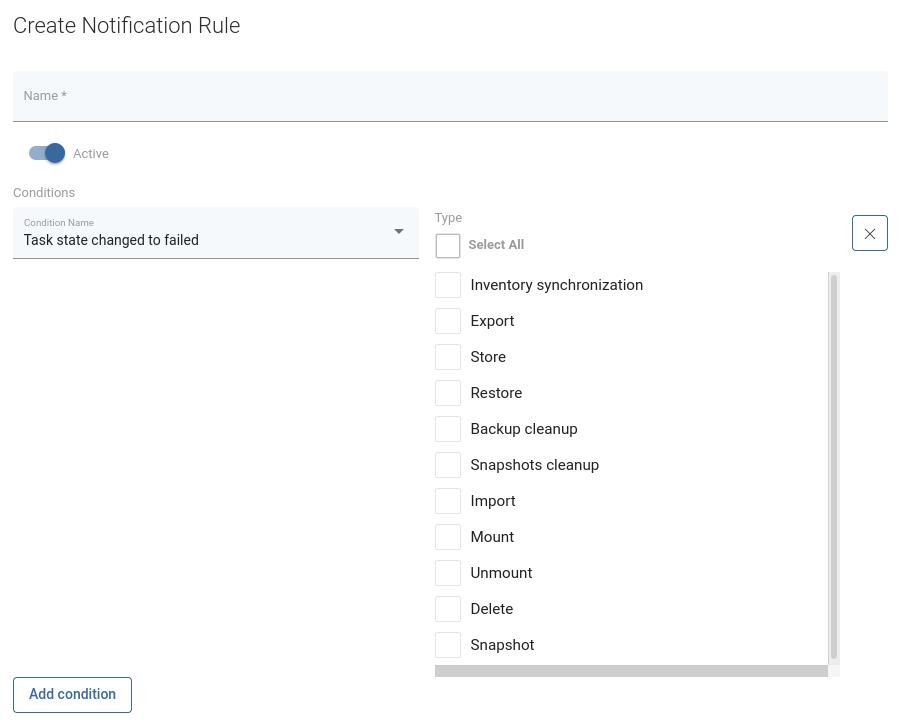 Create Notification Rule
Name *
Active
Conditions
Condition Name
Task state changed to failed
Type
Select All
Inventory synchronization
Export
Store
Restore
Backup cleanup
Snapshots cleanup
Import
Mount
Unmount
Delete
Snapshot
Add condition